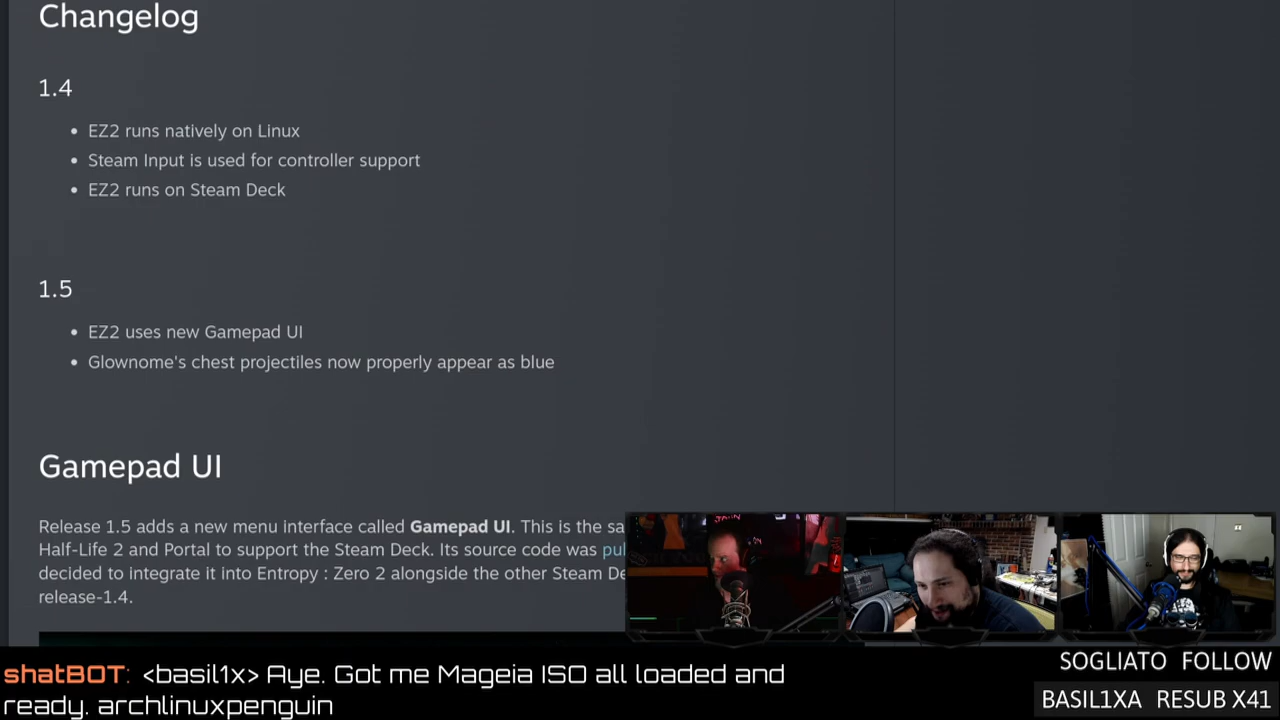 Changelog
1.4
EZ2 runs natively on Linux
Steam Input is used for controller support
EZ2 runs on Steam Deck
1.5
EZ2 uses new Gamepad UI
Glownome's chest projectiles now properly appear as blue
Gamepad UI
Release 1.5 adds a new menu interface called Gamepad UI. This is the sa
Half-Life 2 and Portal to support the Steam Deck. Its source code was pul
decided to integrate it into Entropy : Zero 2 alongside the other Steam De
release-1.4.
shatBOT: <basil1x> Aye. Got me Mageia ISO all loaded and
ready. archlinuxpenguin
SOGLIATO FOLLOW
BASIL1XA RESUB X41